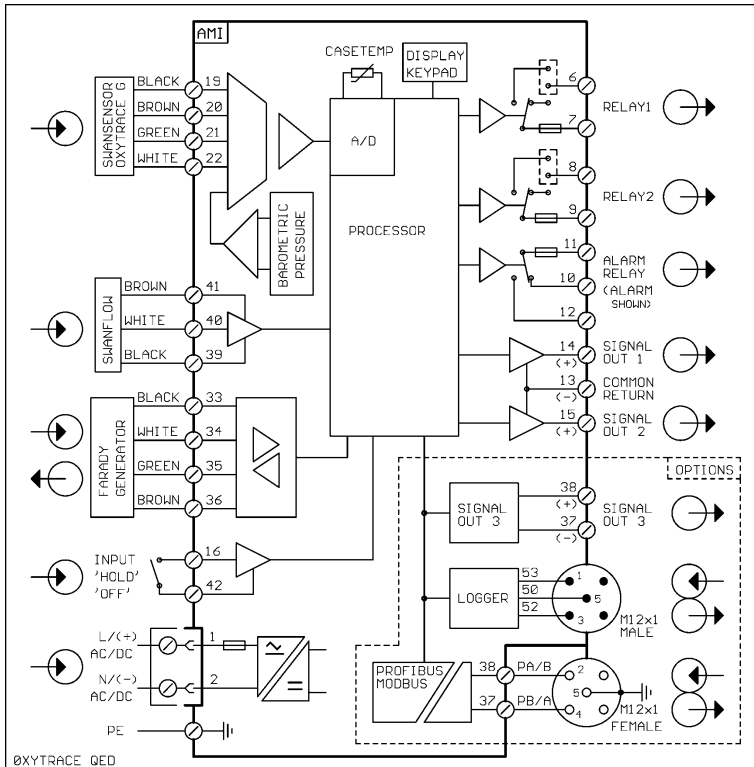 AMI
CASETEMP
DISPLAY
KEYPAD
SWANSENSOR
OXYTRACE G
BLACK 19
BROWN 20
GREEN 21
WHITE 22
A/D
PROCESSOR
BAROMETRIC
PRESSURE
6
7
RELAY1
8
9
RELAY2
11
10
12
ALARM
RELAY
(ALARM
SHOWN)
SWANFLOW
BROWN 41
WHITE 40
BLACK 39
14
(+)
SIGNAL
OUT 1
13
(-)
COMMON
RETURN
15
(+)
SIGNAL
OUT 2
FARADY
GENERATOR
BLACK 33
WHITE 34
GREEN 35
BROWN 36
OPTIONS
SIGNAL
OUT 3
38
(+)
37
(-)
SIGNAL
OUT 3
INPUT
'HOLD'
'OFF'
16
42
LOGGER
53
50
52
1
5
3
M12x1
MALE
L/(+)
AC/DC
1
N/(-)
AC/DC
2
PROFIBUS
MODBUS
38 PA/B
37 PB/A
2
5
4
M12x1
FEMALE
PE
OXYTRACE QED